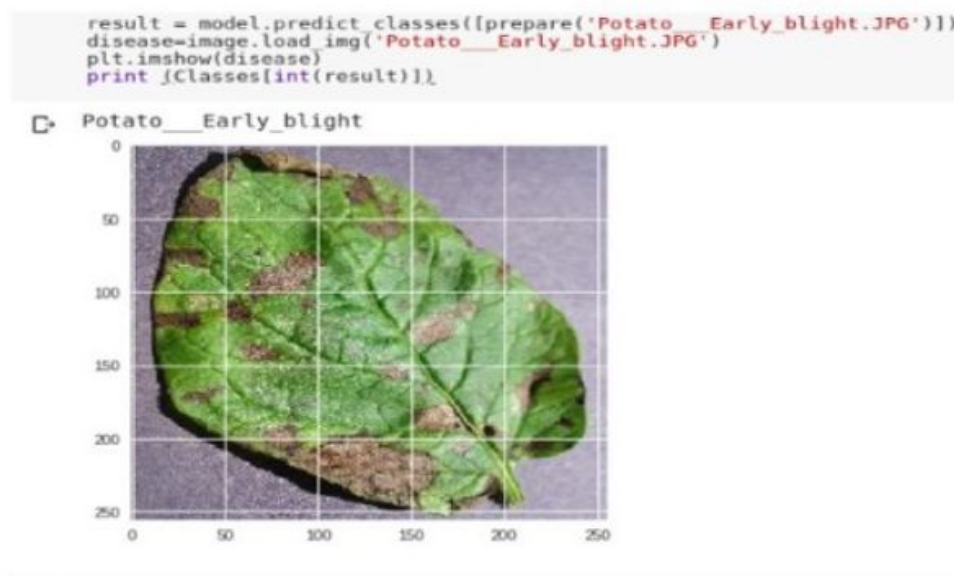 result = model.predict_classes([prepare('Potato___Early_blight.JPG')])
disease=image.load_img('Potato___Early_blight.JPG')
plt.imshow(disease)
print (Classes[int(result)])
Potato___Early_blight
0
50
100
150
200
250
0 50 100 150 200 250